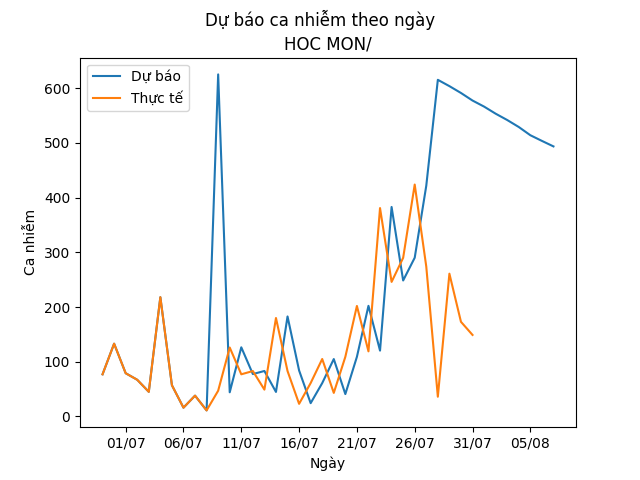 Dự báo ca nhiễm theo ngày
HOC MON/
Dự báo
Thực tế
600
500
400
300
200
100
0
Ca nhiễm
01/07 06/07 11/07 16/07 21/07 26/07 31/07 05/08
Ngày